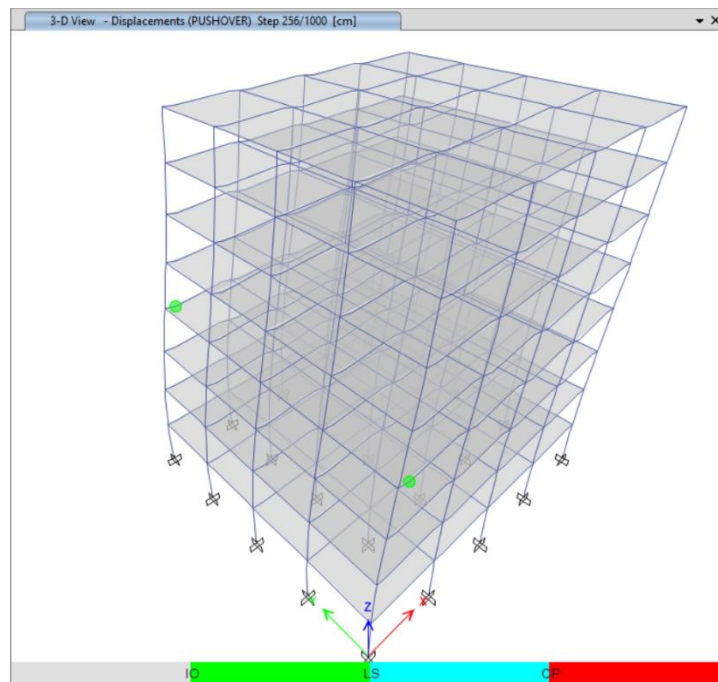 3-D View - Displacements (PUSHOVER) Step 256/1000 [cm]
Z
X
IO LS CP